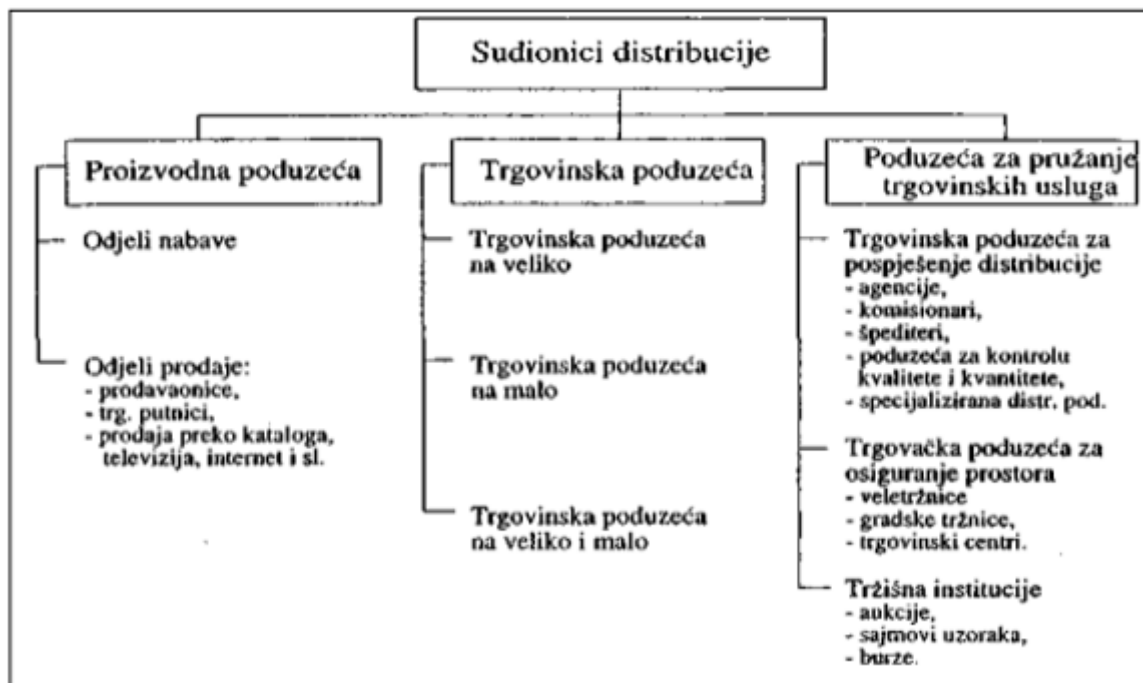 Sudionici distribucije
Proizvodna poduzeća
Odjeli nabave
Odjeli prodaje:
- prodavaonice,
- trg. putnici,
- prodaja preko kataloga,
televizija, internet i sl.
Trgovinska poduzeća
Trgovinska poduzeća
na veliko
Trgovinska poduzeća
na malo
Trgovinska poduzeća
na veliko i malo
Poduzeća za pružanje
trgovinskih usluga
Trgovinska poduzeća za
pospješenje distribucije
- agencije,
- komisionari,
- špediteri,
- poduzeća za kontrolu
kvalitete i kvantitete,
- specijalizirana distr. pod.
Trgovačka poduzeća za
osiguranje prostora
- veletržnice
- gradske tržnice,
- trgovinski centri.
Tržišna institucije
- aukcije,
- sajmovi uzoraka,
- burze.